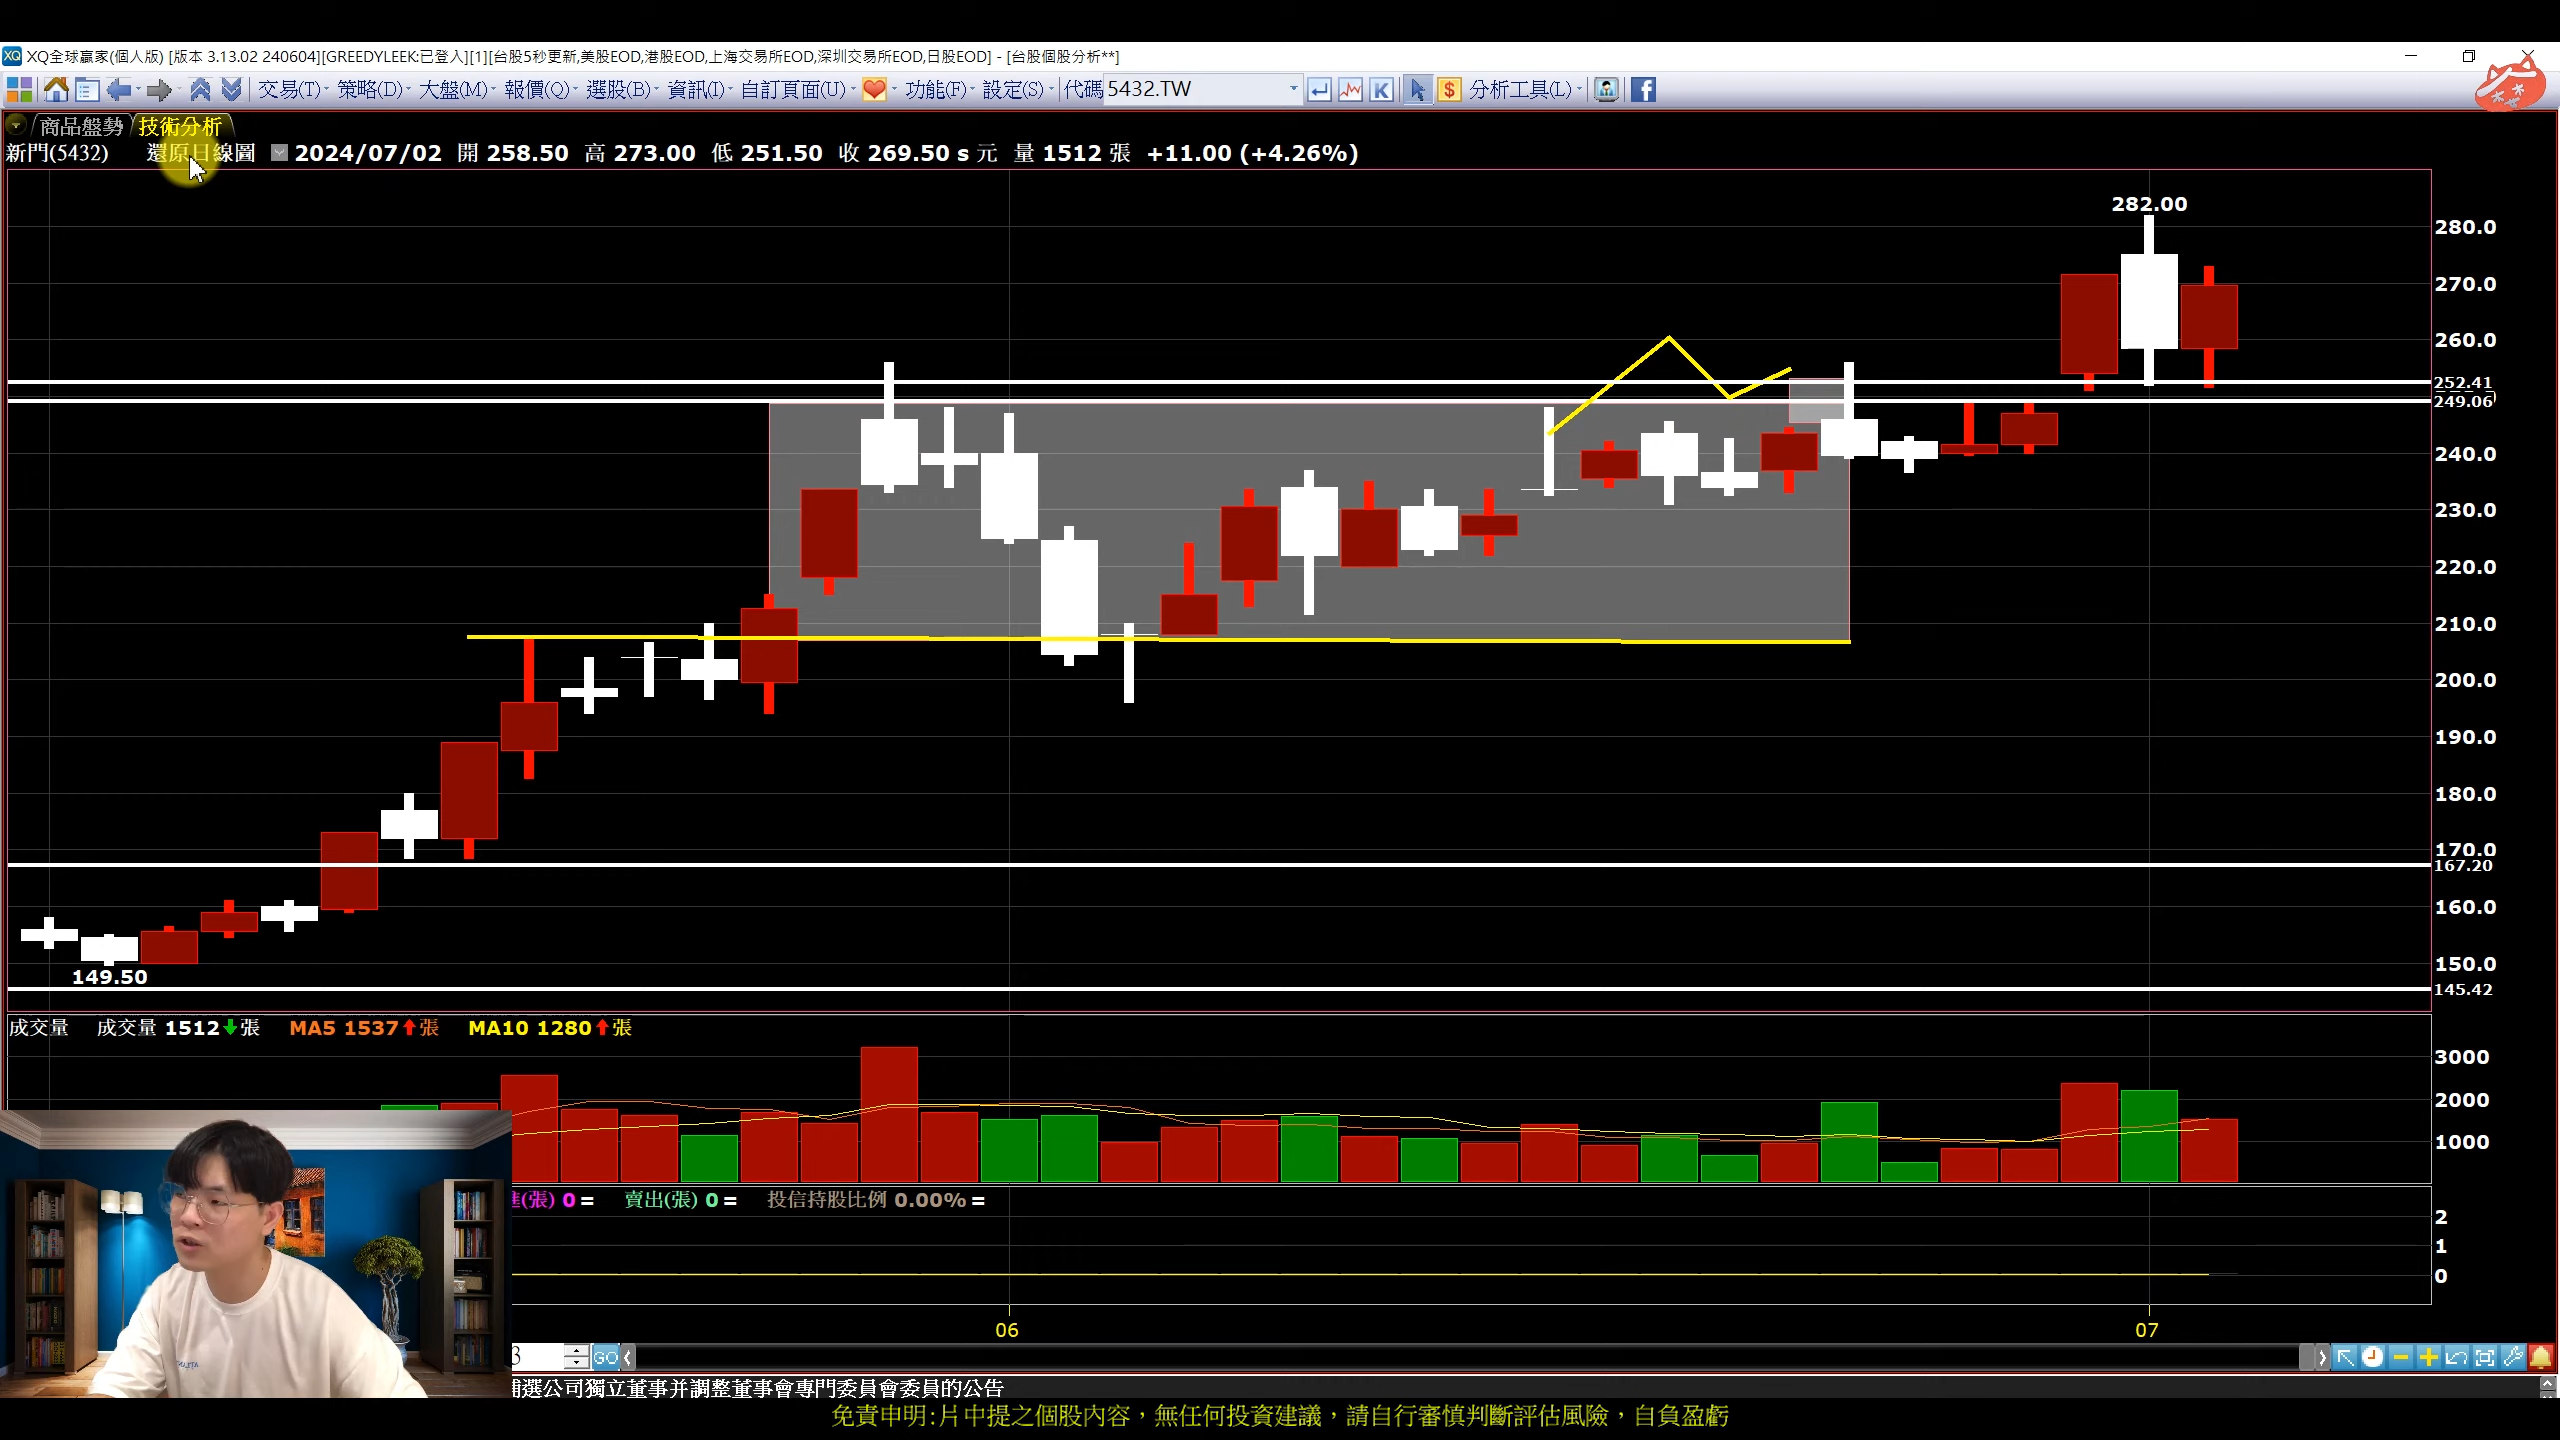 XQ全球贏家(個人版) [版本 3.13.02 240604][GREEDYLEEK:已登入][1][台股5秒更新,美股EOD,港股EOD,上海交易所EOD,深圳交易所EOD,日股EOD] - [台股個股分析**]
交易(T) 策略(D) 大盤(M) 報價(Q) 選股(B) 資訊(I) 自訂頁面(U) 功能(F) 設定(S) 代碼 5432.TW K $ 分析工具(L)
商品盤勢 技術分析
新門(5432) 還原日線圖 2024/07/02 開 258.50 高 273.00 低 251.50 收 269.50 s 元 量 1512 張 +11.00 (+4.26%)
282.00
280.0
270.0
260.0
252.41
249.06
240.0
230.0
220.0
210.0
200.0
190.0
180.0
170.0
167.20
160.0
150.0
149.50
145.42
成交量 成交量 1512 張 MA5 1537 張 MA10 1280 張
3000
2000
1000
(張) 0 = 賣出(張) 0 = 投信持股比例 0.00% =
2
1
0
06 07
3 GO
選公司獨立董事并調整董事會專門委員會委員的公告
免責申明:片中提之個股內容，無任何投資建議，請自行審慎判斷評估風險，自負盈虧